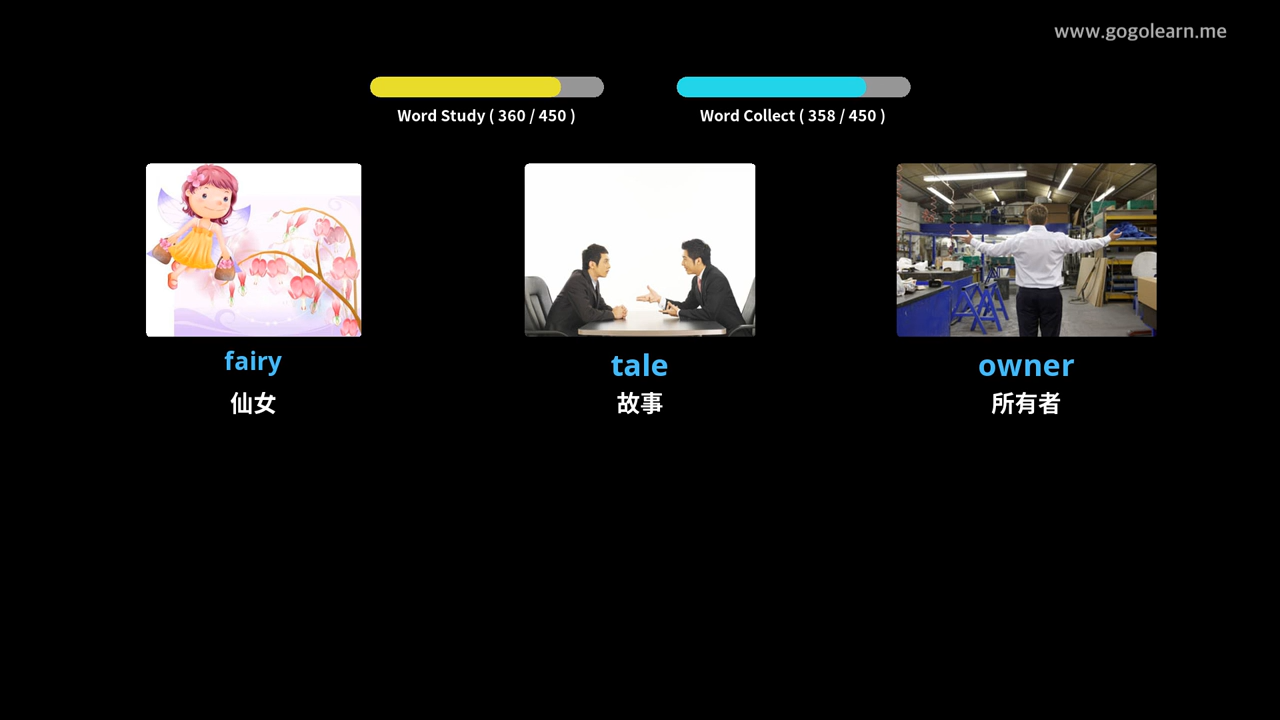 www.gogolearn.me
Word Study ( 360 / 450 )
Word Collect ( 358 / 450 )
fairy
tale
owner
仙女
故事
所有者